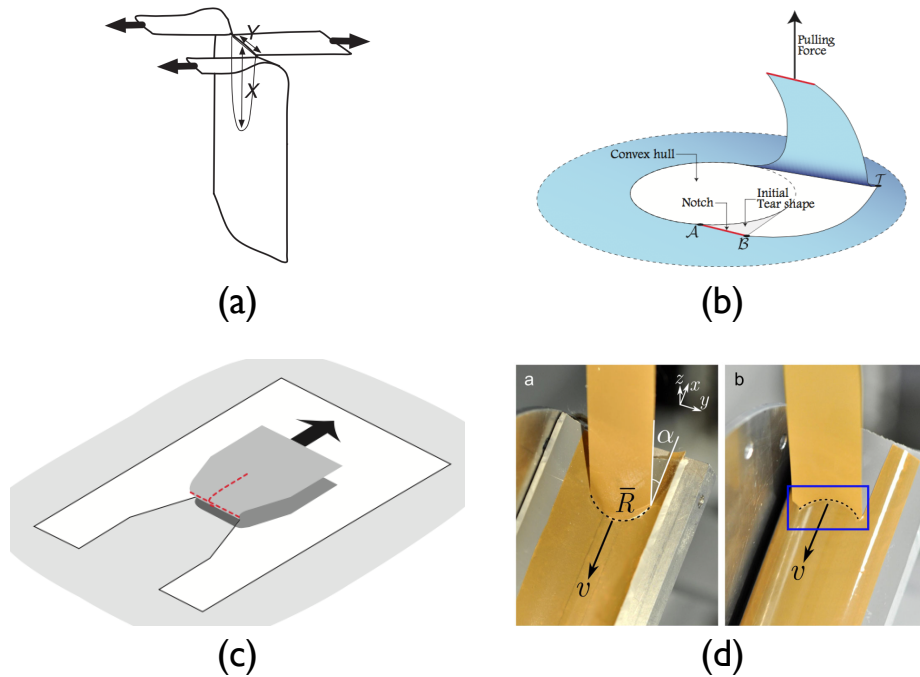 Y
X
(a)
Pulling
Force
Convex hull
Notch
Initial
Tear shape
𝒯
𝒜
ℬ
(b)
(c)
a
z
x
y
α
R̅
v
b
v
(d)